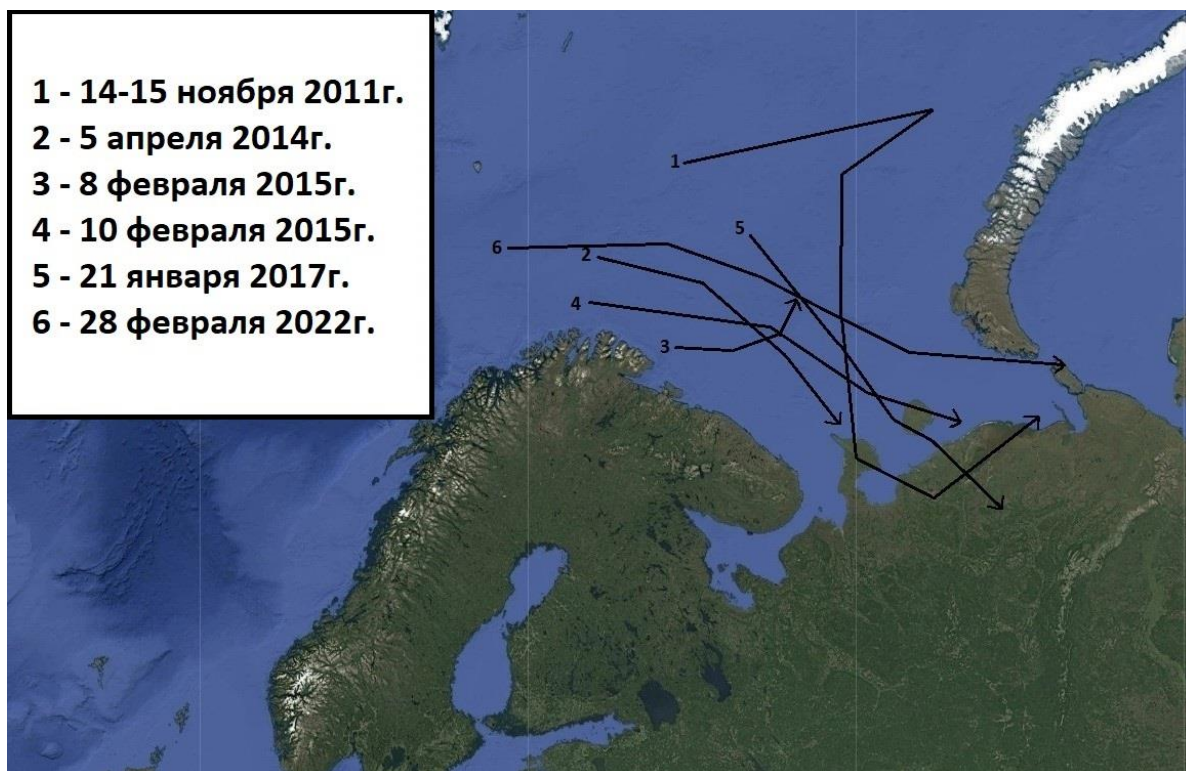 1 - 14-15 ноября 2011г.
2 - 5 апреля 2014г.
3 - 8 февраля 2015г.
4 - 10 февраля 2015г.
5 - 21 января 2017г.
6 - 28 февраля 2022г.
1
5
6
2
4
3